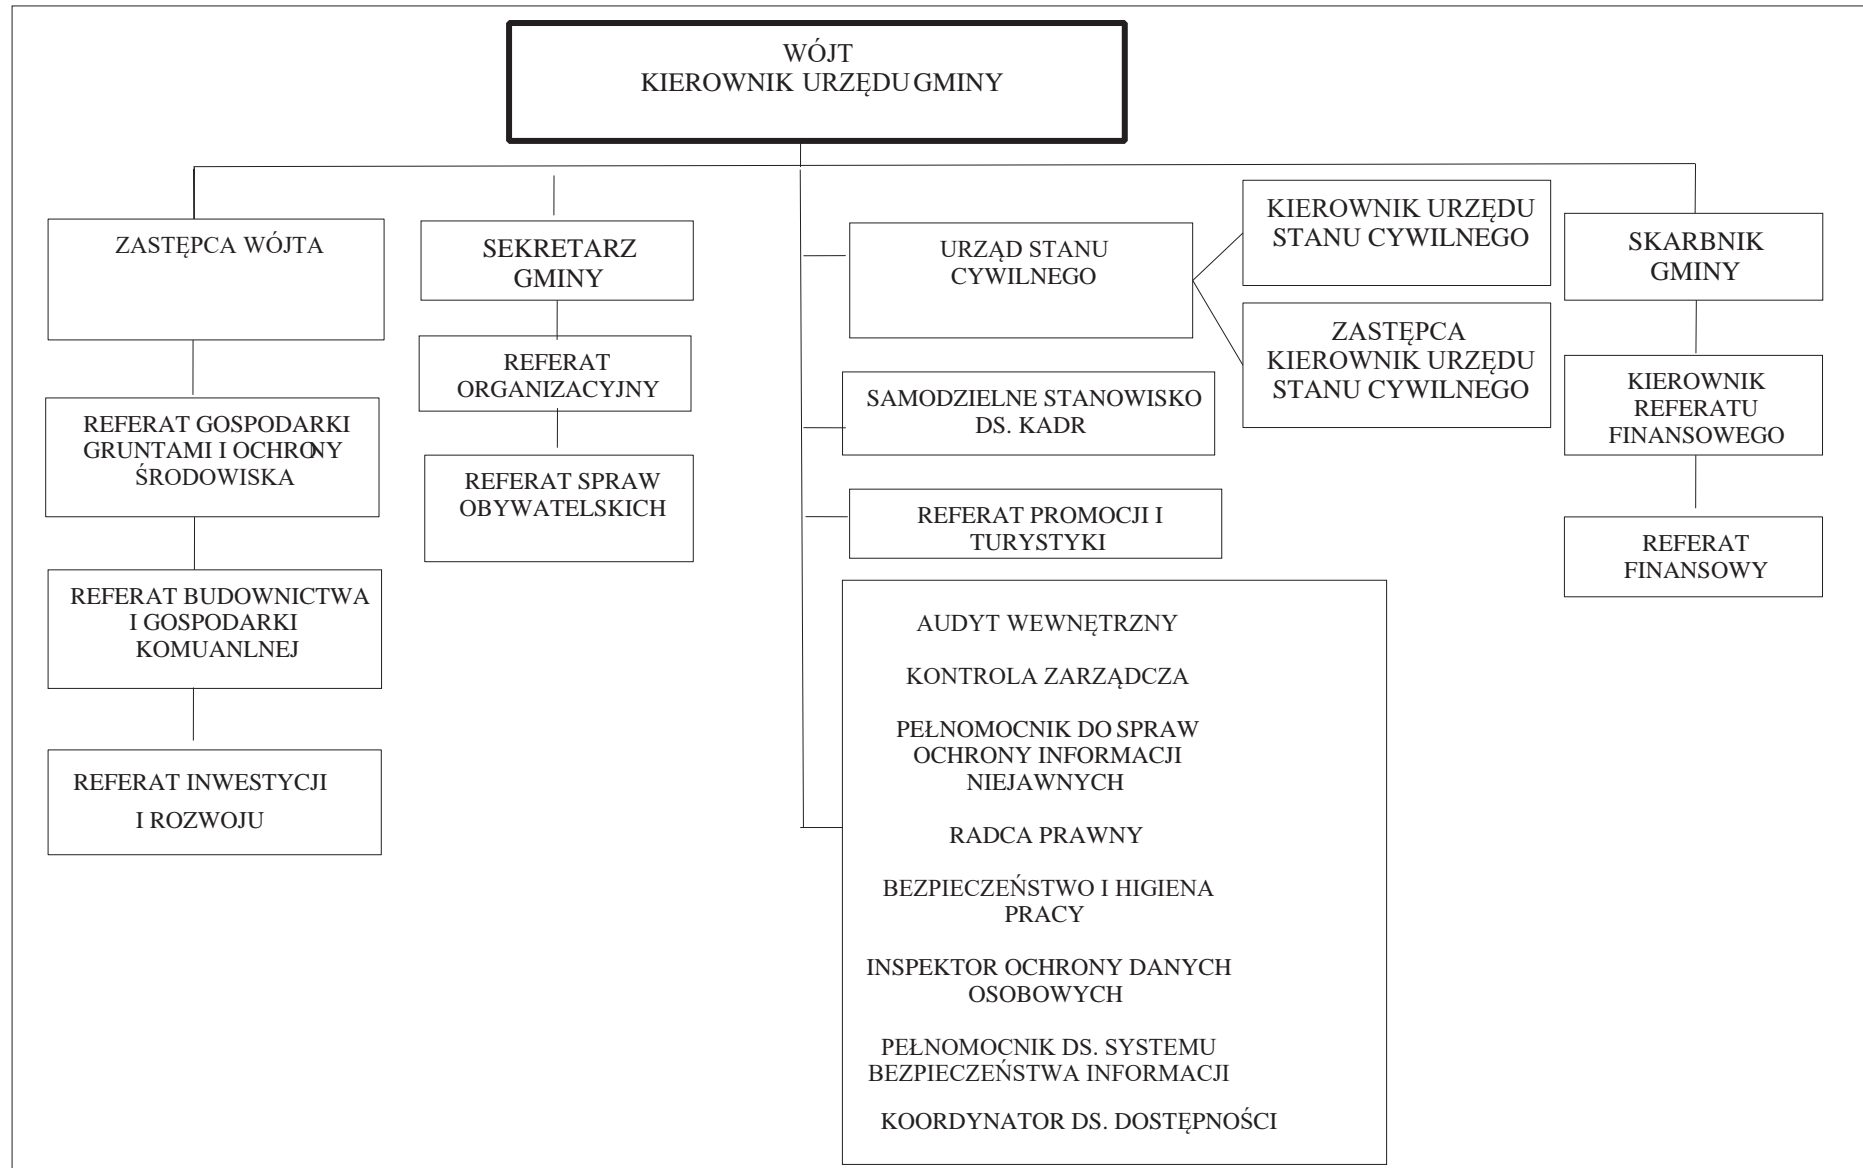 WÓJT
KIEROWNIK URZĘDU GMINY
ZASTĘPCA WÓJTA
REFERAT GOSPODARKI
GRUNTAMI I OCHRONY
ŚRODOWISKA
REFERAT BUDOWNICTWA
I GOSPODARKI
KOMUANLNEJ
REFERAT INWESTYCJI
I ROZWOJU
SEKRETARZ
GMINY
REFERAT
ORGANIZACYJNY
REFERAT SPRAW
OBYWATELSKICH
URZĄD STANU
CYWILNEGO
KIEROWNIK URZĘDU
STANU CYWILNEGO
ZASTĘPCA
KIEROWNIK URZĘDU
STANU CYWILNEGO
SAMODZIELNE STANOWISKO
DS. KADR
REFERAT PROMOCJI I
TURYSTYKI
AUDYT WEWNĘTRZNY
KONTROLA ZARZĄDCZA
PEŁNOMOCNIK DO SPRAW
OCHRONY INFORMACJI
NIEJAWNYCH
RADCA PRAWNY
BEZPIECZEŃSTWO I HIGIENA
PRACY
INSPEKTOR OCHRONY DANYCH
OSOBOWYCH
PEŁNOMOCNIK DS. SYSTEMU
BEZPIECZEŃSTWA INFORMACJI
KOORDYNATOR DS. DOSTĘPNOŚCI
SKARBNIK
GMINY
KIEROWNIK
REFERATU
FINANSOWEGO
REFERAT
FINANSOWY